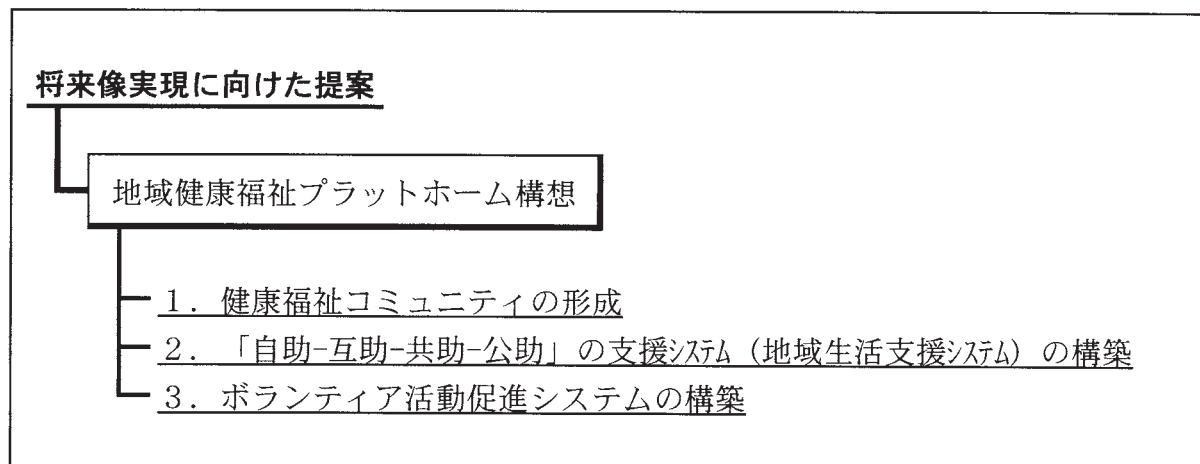 将来像実現に向けた提案
地域健康福祉プラットホーム構想
１．健康福祉コミュニティの形成
２．「自助-互助-共助-公助」の支援ｼｽﾃﾑ（地域生活支援ｼｽﾃﾑ）の構築
３．ボランティア活動促進システムの構築